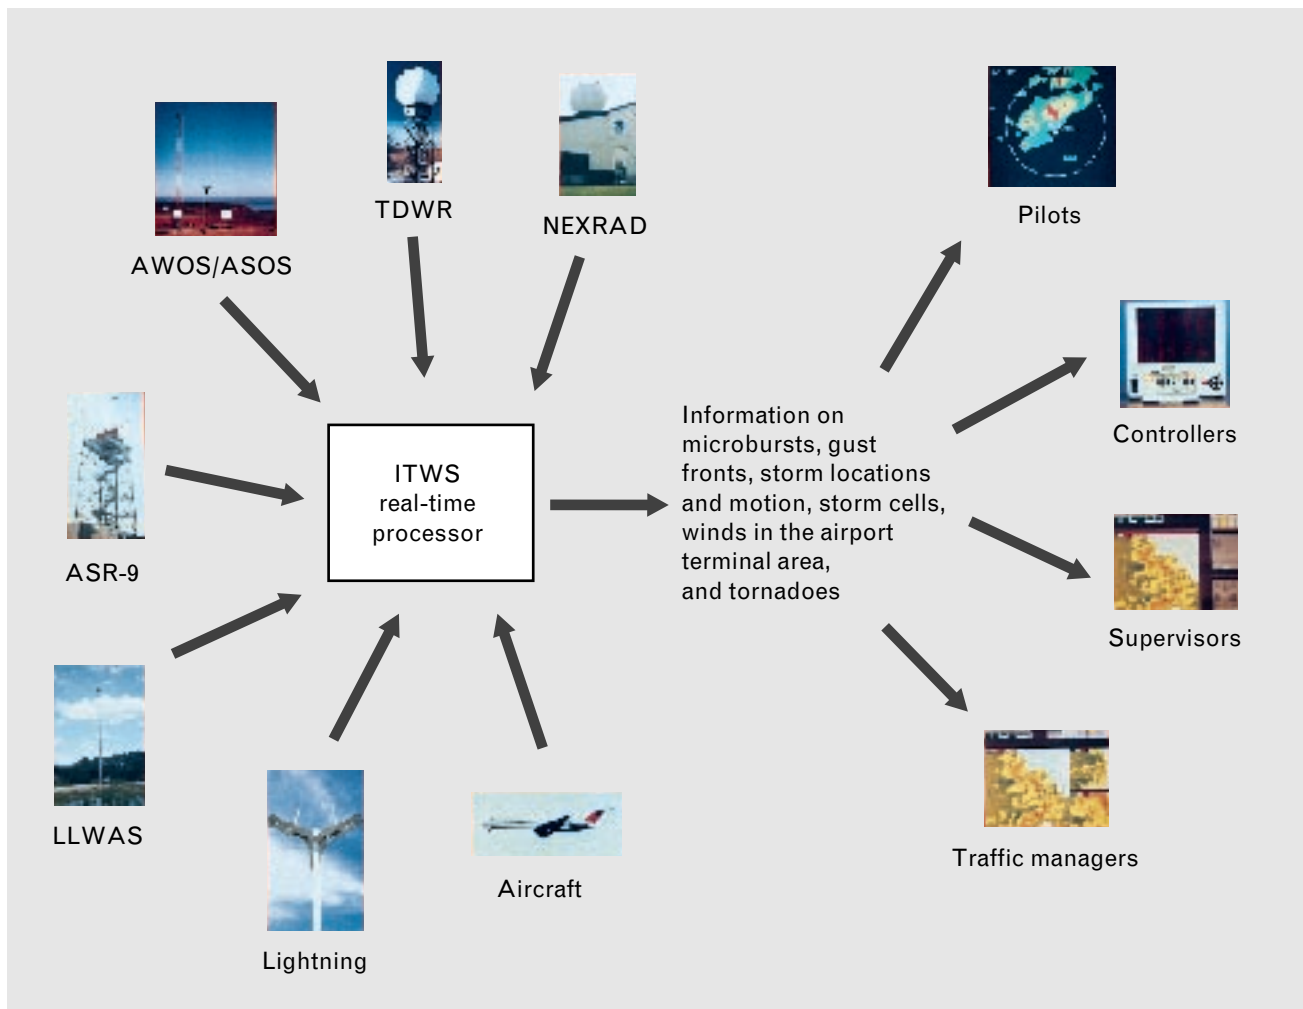 TDWR
NEXRAD
AWOS/ASOS
ASR-9
LLWAS
Lightning
Aircraft
ITWS
real-time
processor
Information on
microbursts, gust
fronts, storm locations
and motion, storm cells,
winds in the airport
terminal area,
and tornadoes
Pilots
Controllers
Supervisors
Traffic managers